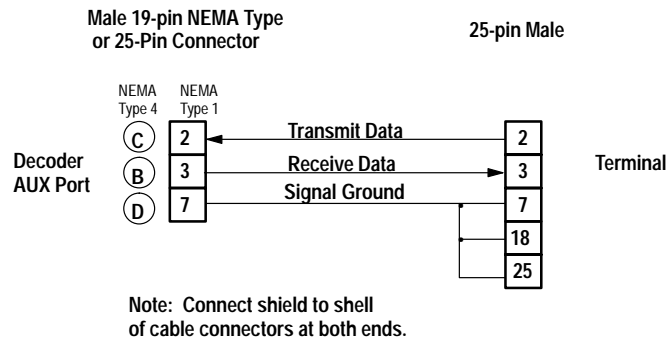 Male 19-pin NEMA Type
or 25-Pin Connector
25-pin Male
NEMA NEMA
Type 4 Type 1
C 2 Transmit Data 2
Decoder
AUX Port
B 3 Receive Data 3
Terminal
D 7 Signal Ground 7
18
25
Note: Connect shield to shell
of cable connectors at both ends.